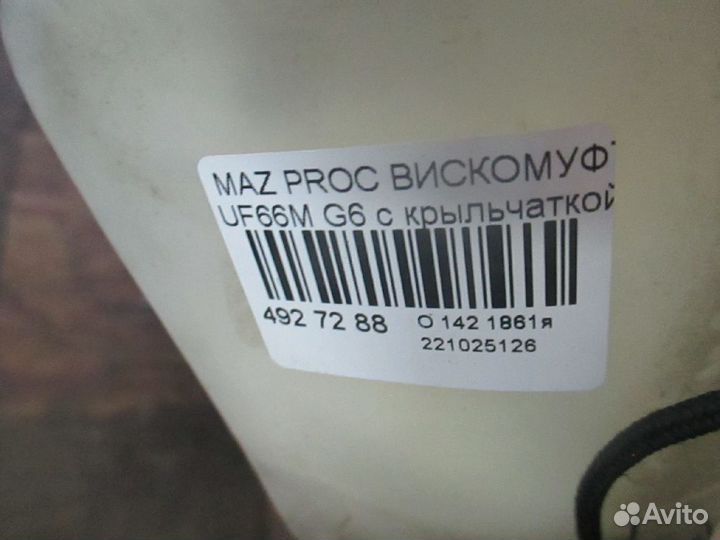 MAZ PROC ВИСКОМУФТ
UF66M G6 с крыльчаткой
492 72 88 О 142 1861я
221025126
Avito